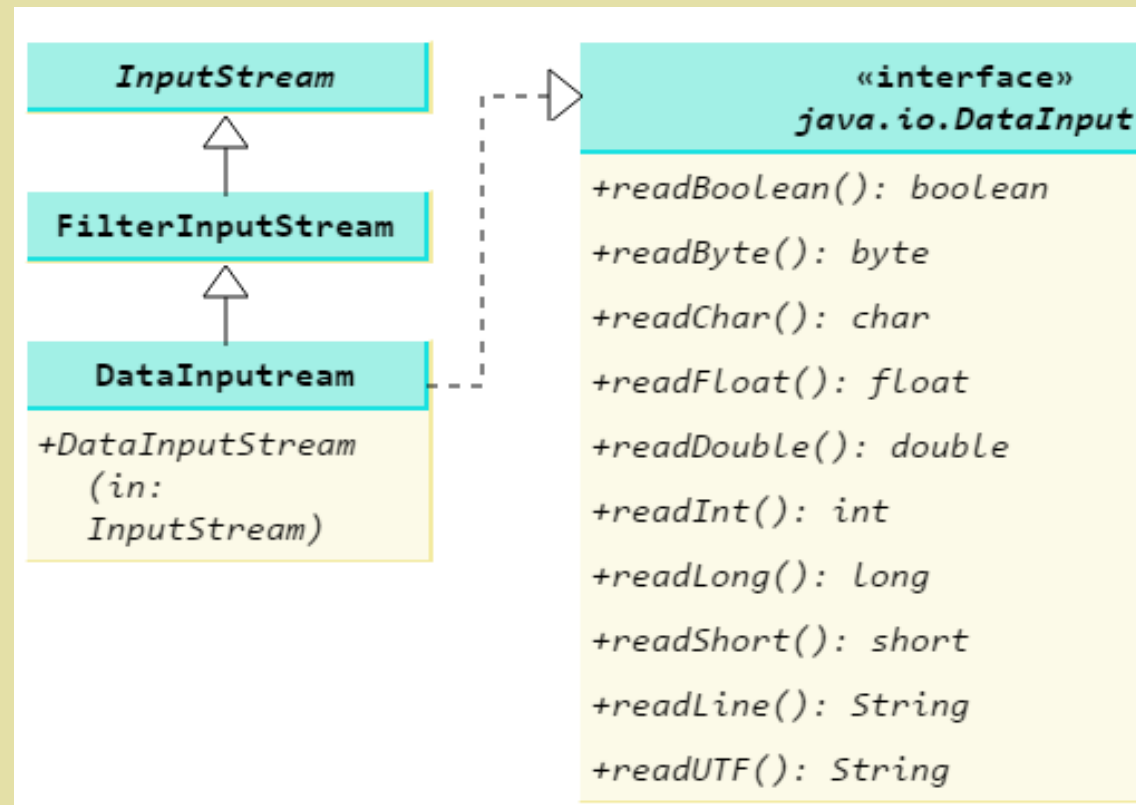 InputStream
FilterInputStream
DataInputream
+DataInputStream
(in:
InputStream)
«interface»
java.io.DataInput
+readBoolean(): boolean
+readByte(): byte
+readChar(): char
+readFloat(): float
+readDouble(): double
+readInt(): int
+readLong(): long
+readShort(): short
+readLine(): String
+readUTF(): String